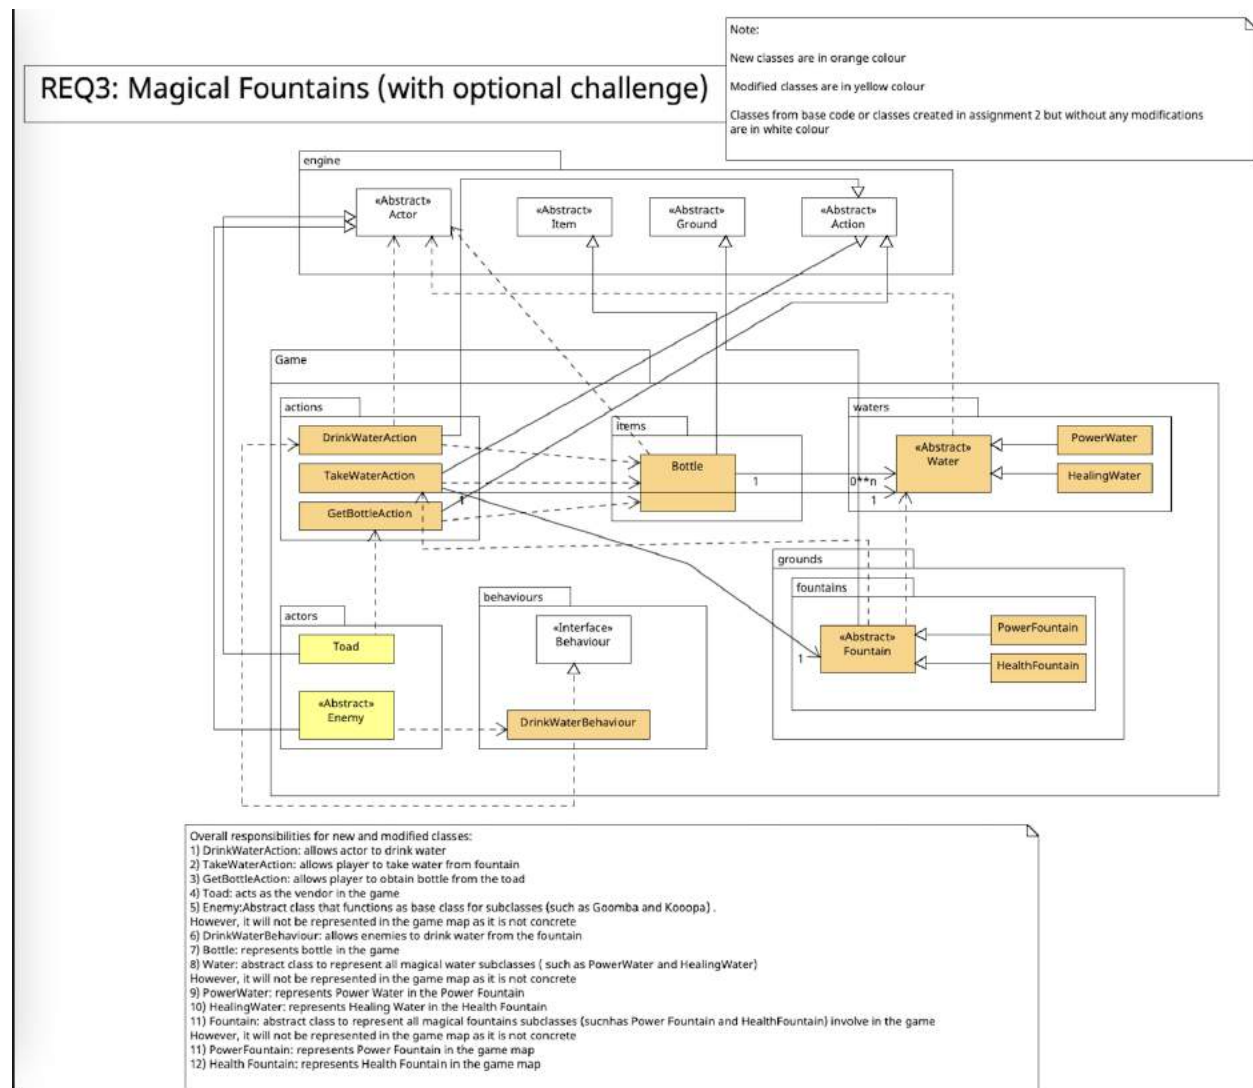 Note:
New classes are in orange colour
Modified classes are in yellow colour
Classes from base code or classes created in assignment 2 but without any modifications
are in white colour
REQ3: Magical Fountains (with optional challenge)
engine
«Abstract»
Actor
«Abstract»
Item
«Abstract»
Ground
«Abstract»
Action
Game
actions
DrinkWaterAction
TakeWaterAction
GetBottleAction
1
items
Bottle
1
0**n
1
waters
«Abstract»
Water
PowerWater
HealingWater
actors
Toad
«Abstract»
Enemy
behaviours
«Interface»
Behaviour
DrinkWaterBehaviour
grounds
fountains
«Abstract»
Fountain
1
PowerFountain
HealthFountain
Overall responsibilities for new and modified classes:
1) DrinkWaterAction: allows actor to drink water
2) TakeWaterAction: allows player to take water from fountain
3) GetBottleAction: allows player to obtain bottle from the toad
4) Toad: acts as the vendor in the game
5) Enemy:Abstract class that functions as base class for subclasses (such as Goomba and Kooopa) .
However, it will not be represented in the game map as it is not concrete
6) DrinkWaterBehaviour: allows enemies to drink water from the fountain
7) Bottle: represents bottle in the game
8) Water: abstract class to represent all magical water subclasses ( such as PowerWater and HealingWater)
However, it will not be represented in the game map as it is not concrete
9) PowerWater: represents Power Water in the Power Fountain
10) HealingWater: represents Healing Water in the Health Fountain
11) Fountain: abstract class to represent all magical fountains subclasses (sucnhas Power Fountain and HealthFountain) involve in the game
However, it will not be represented in the game map as it is not concrete
11) PowerFountain: represents Power Fountain in the game map
12) Health Fountain: represents Health Fountain in the game map